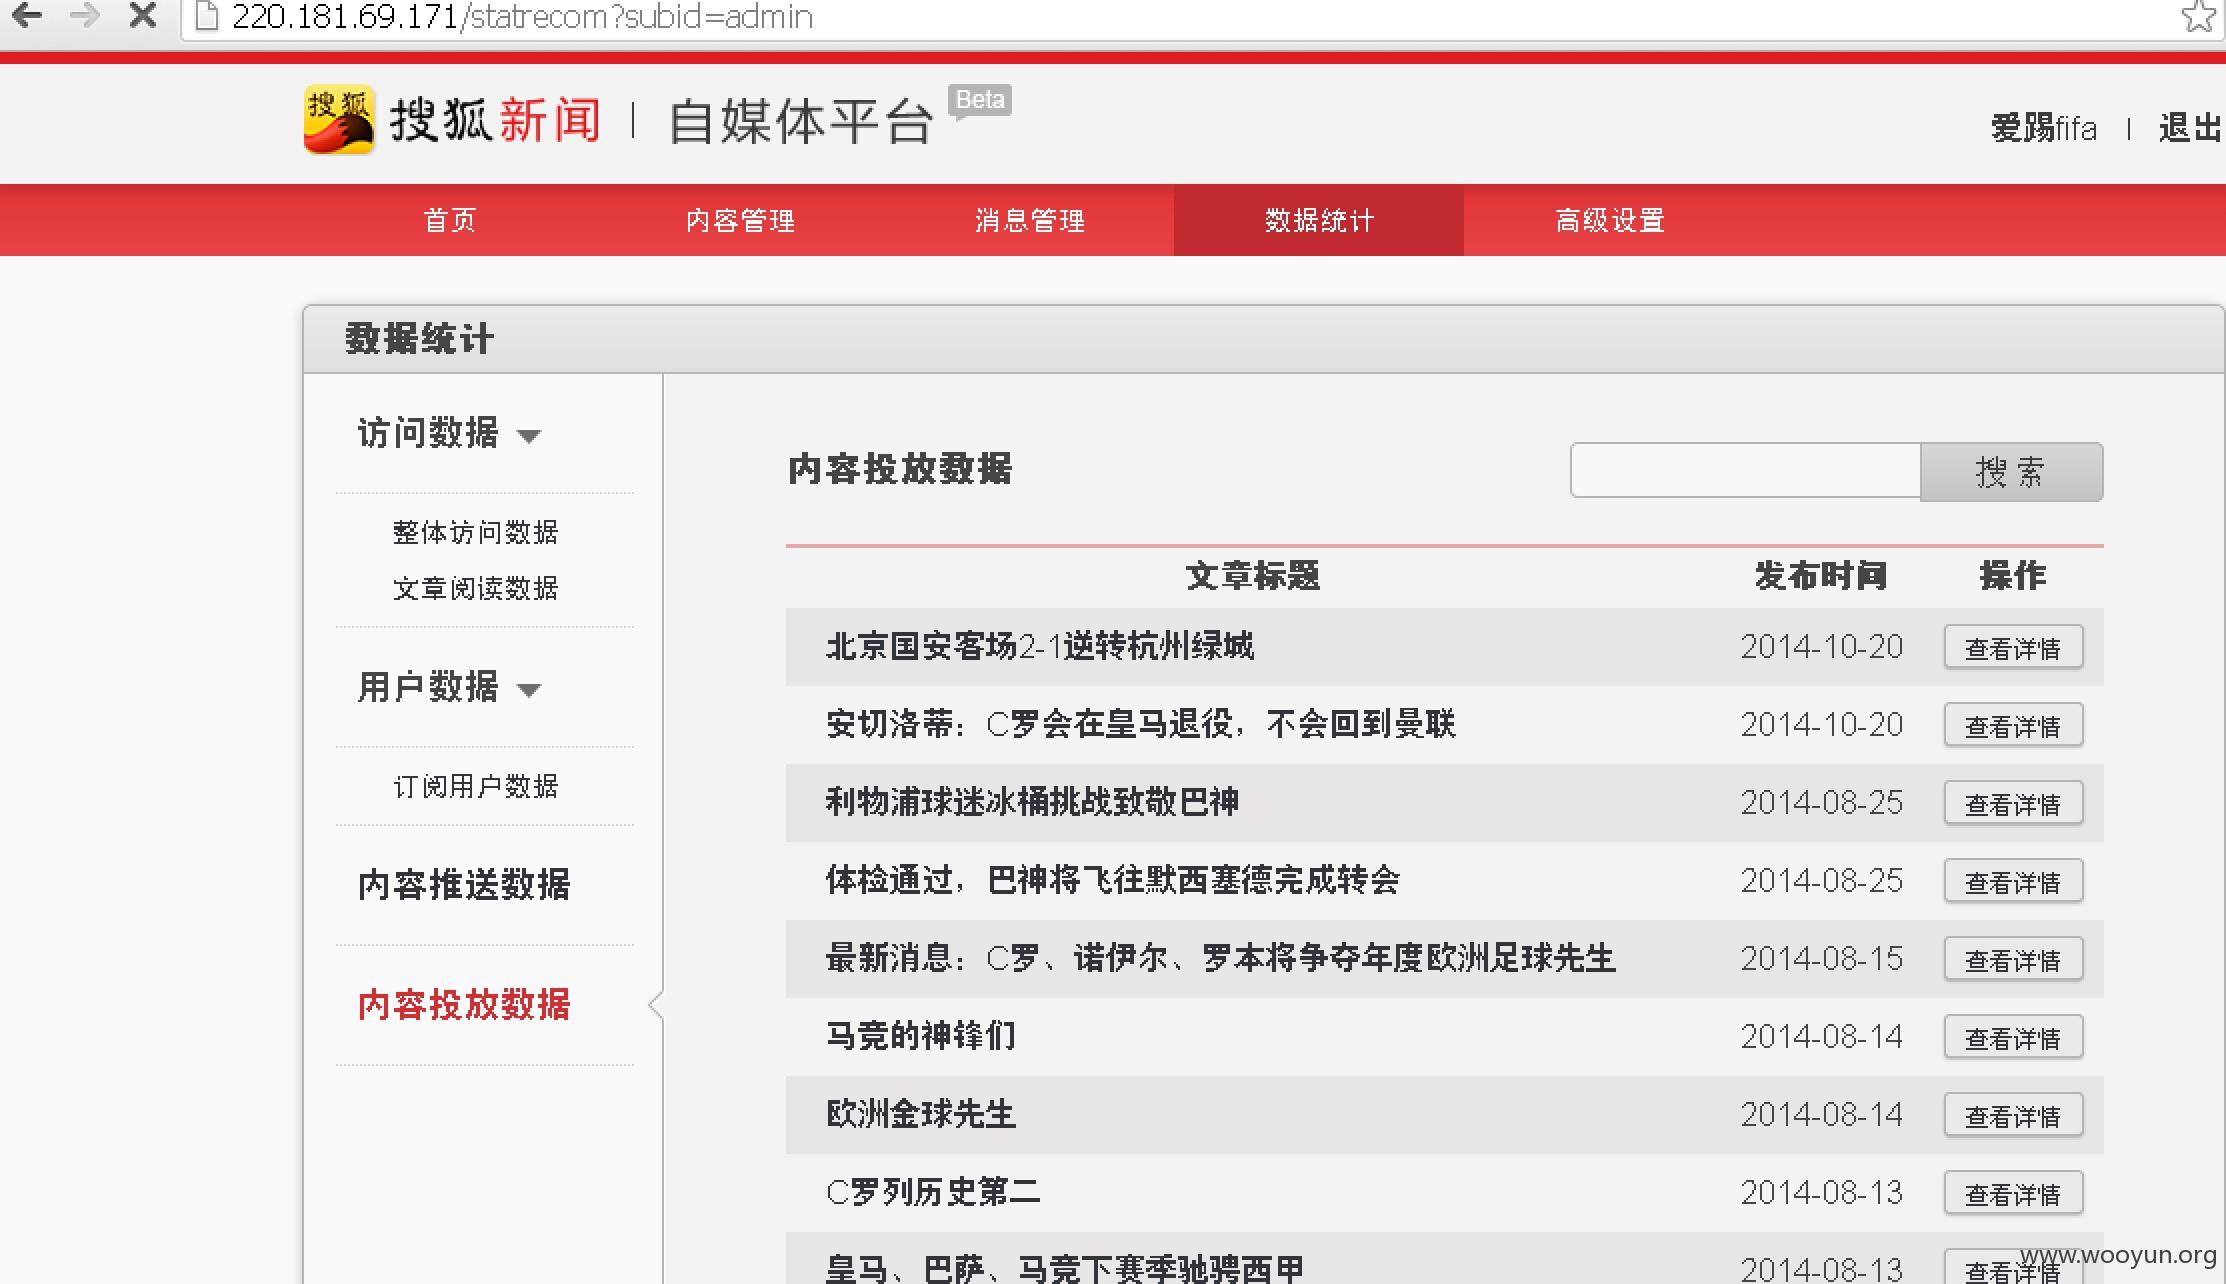 220.181.69.171/statrecom?subid=admin
搜狐 搜狐新闻 | 自媒体平台 Beta
爱踢fifa | 退出
首页 内容管理 消息管理 数据统计 高级设置
数据统计
访问数据
整体访问数据
文章阅读数据
用户数据
订阅用户数据
内容推送数据
内容投放数据
内容投放数据 搜 索
文章标题 发布时间 操作
北京国安客场2-1逆转杭州绿城 2014-10-20 查看详情
安切洛蒂：C罗会在皇马退役，不会回到曼联 2014-10-20 查看详情
利物浦球迷冰桶挑战致敬巴神 2014-08-25 查看详情
体检通过，巴神将飞往默西塞德完成转会 2014-08-25 查看详情
最新消息：C罗、诺伊尔、罗本将争夺年度欧洲足球先生 2014-08-15 查看详情
马竞的神锋们 2014-08-14 查看详情
欧洲金球先生 2014-08-14 查看详情
C罗列历史第二 2014-08-13 查看详情
皇马、巴萨、马竞下赛季驰骋西甲 2014-08-13 查看详情
www.wooyun.org